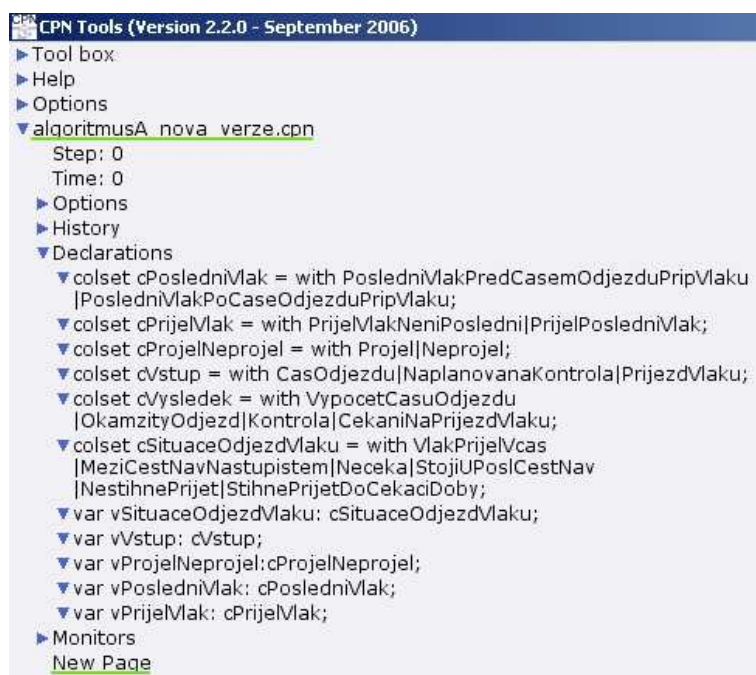 CPN Tools (Version 2.2.0 - September 2006)
Tool box
Help
Options
algoritmusA_nova_verze.cpn
Step: 0
Time: 0
Options
History
Declarations
colset cPosledniVlak = with PosledniVlakPredCasemOdjezduPripVlaku
|PosledniVlakPoCaseOdjezduPripVlaku;
colset cPrijelVlak = with PrijelVlakNeniPosledni|PrijelPosledniVlak;
colset cProjelNeprojel = with Projel|Neprojel;
colset cVstup = with CasOdjezdu|NaplanovanaKontrola|PrijezdVlaku;
colset cVysledek = with VypocetCasuOdjezdu
|OkamzityOdjezd|Kontrola|CekaniNaPrijezdVlaku;
colset cSituaceOdjezdVlaku = with VlakPrijelVcas
|MeziCestNavNastupistem|Neceka|StojiUPoslCestNav
|NestihnePrijet|StihnePrijetDoCekaciDoby;
var vSituaceOdjezdVlaku: cSituaceOdjezdVlaku;
var vVstup: cVstup;
var vProjelNeprojel:cProjelNeprojel;
var vPosledniVlak: cPosledniVlak;
var vPrijelVlak: cPrijelVlak;
Monitors
New Page